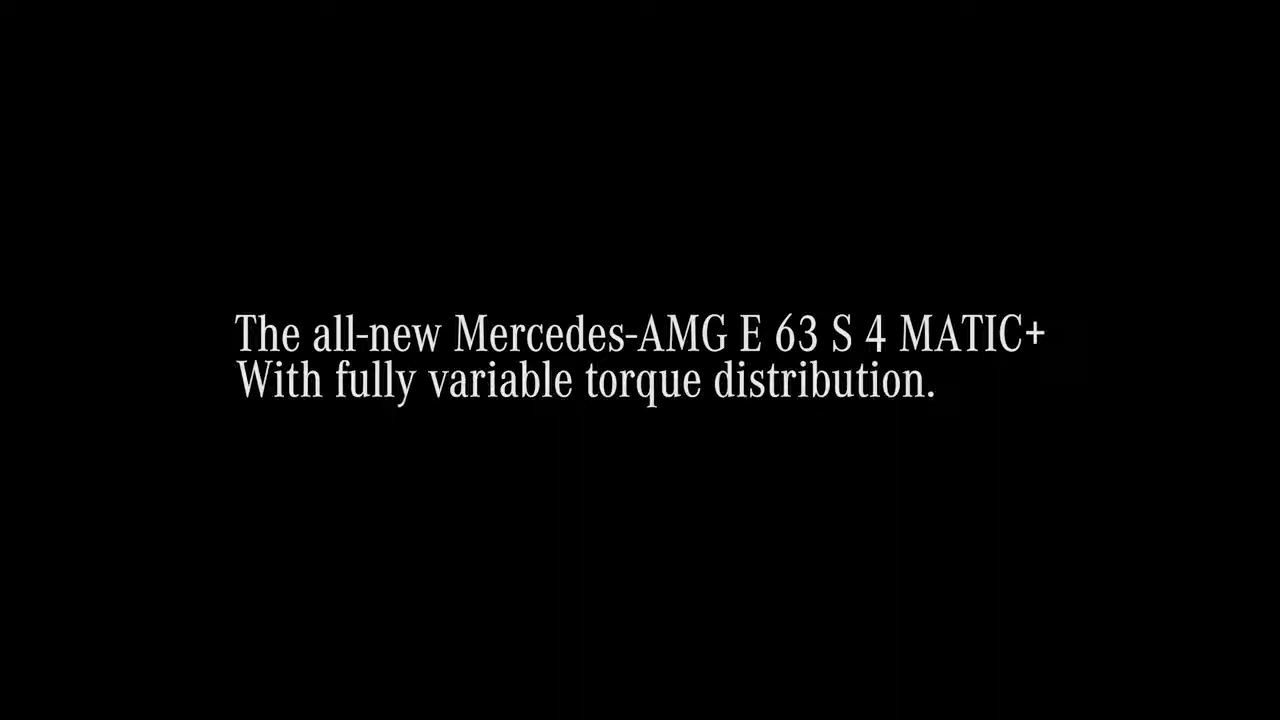 The all-new Mercedes-AMG E 63 S 4 MATIC+
With fully variable torque distribution.